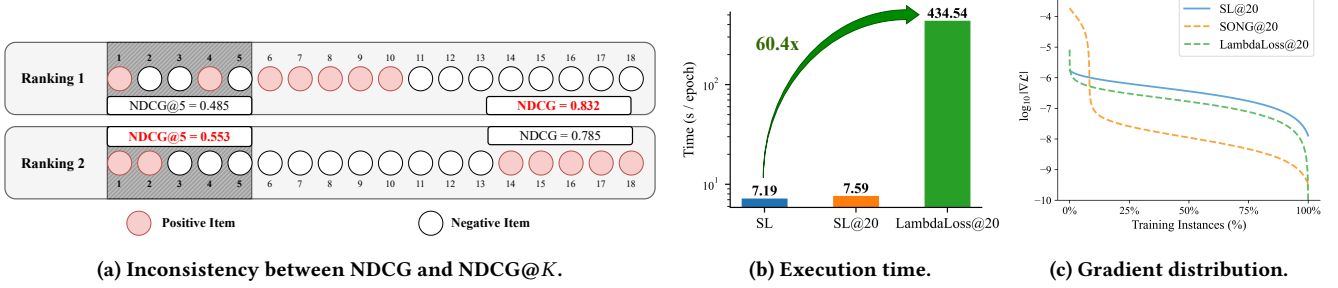 1 2 3 4 5 6 7 8 9 10 11 12 13 14 15 16 17 18
Ranking 1
NDCG@5 = 0.485
NDCG = 0.832
NDCG@5 = 0.553
NDCG = 0.785
Ranking 2
1 2 3 4 5 6 7 8 9 10 11 12 13 14 15 16 17 18
Positive Item
Negative Item
(a) Inconsistency between NDCG and NDCG@K.
Time (s / epoch)
10²
10¹
60.4x
7.19
7.59
434.54
SL
SL@20
LambdaLoss@20
(b) Execution time.
SL@20
SONG@20
LambdaLoss@20
log₁₀|∇ℒ|
−4
−5
−6
−7
−8
−9
−10
0% 25% 50% 75% 100%
Training Instances (%)
(c) Gradient distribution.